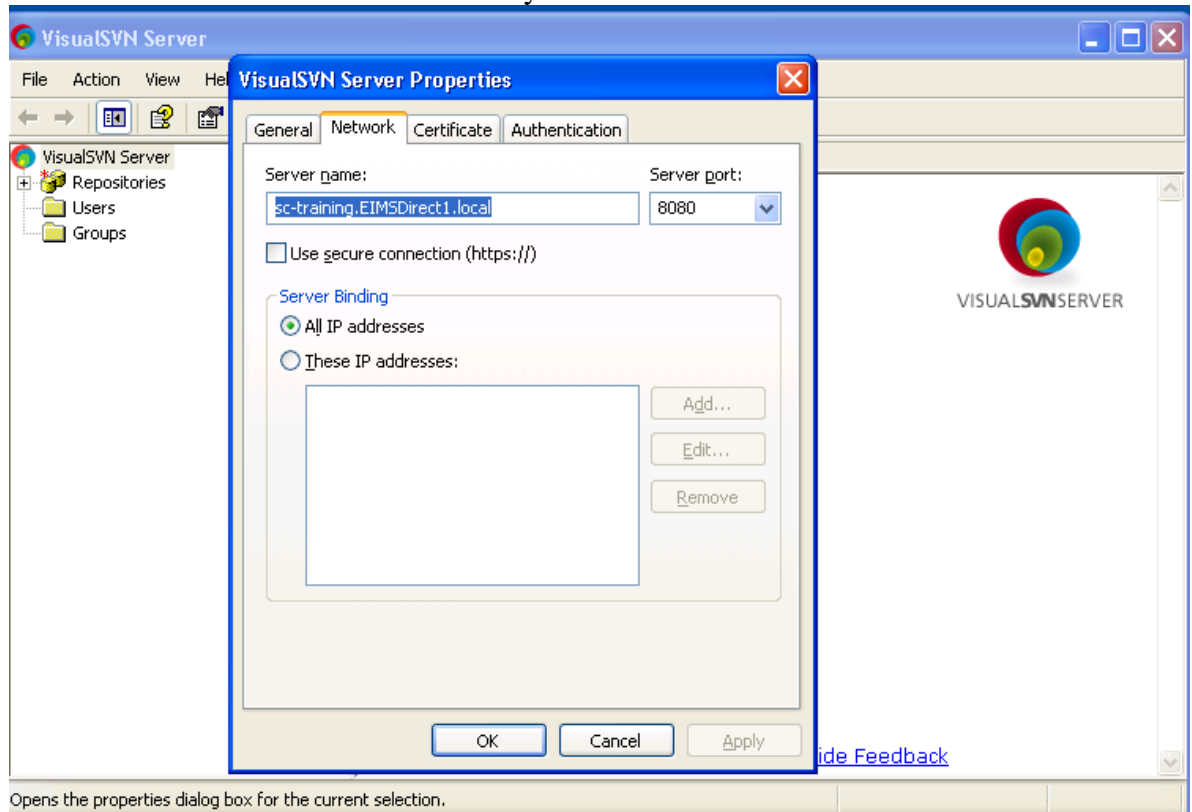 VisualSVN Server
File Action View Hel
VisualSVN Server Properties
General Network Certificate Authentication
VisualSVN Server
Repositories
Users
Groups
Server name: Server port:
sc-training.EIMSDirect1.local 8080
Use secure connection (https://)
Server Binding
All IP addresses
These IP addresses:
Add...
Edit...
Remove
VISUALSVNSERVER
OK Cancel Apply
ide Feedback
Opens the properties dialog box for the current selection.